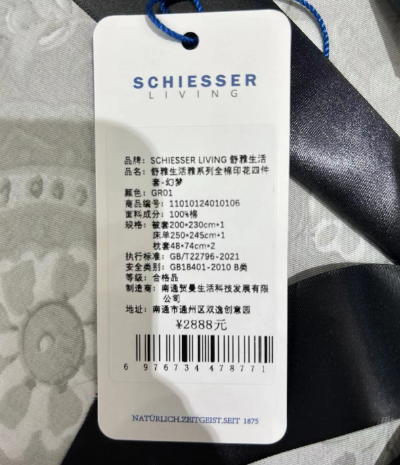 SCHIESSER
LIVING
品牌: SCHIESSER LIVING 舒雅生活
品名: 舒雅生活雅系列全棉印花四件
套-幻梦
颜色: GR01
商品编号: 11010124010106
面料成分: 100%棉
规格: 被套200*230cm*1
床单250*245cm*1
枕套48*74cm*2
执行标准: GB/T22796-2021
安全类别: GB18401-2010 B类
等级: 合格品
制造商: 南通贺曼生活科技发展有限
公司
地址: 南通市通州区双逸创意园
¥2888元
6 976734 478771
NATÜRLICH.ZEITGEIST.SEIT 1875